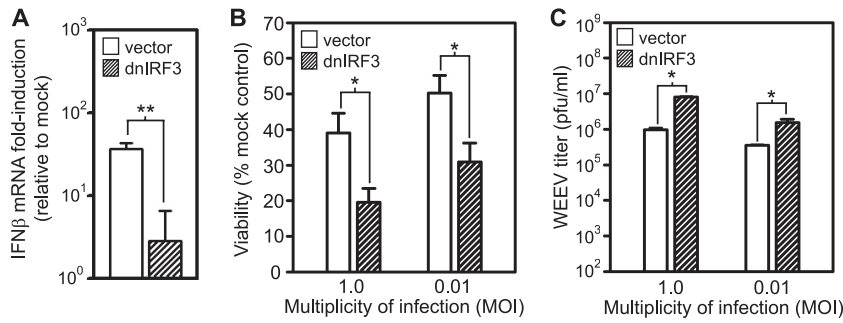 A
IFNβ mRNA fold-induction
(relative to mock)
10³
10²
10¹
10⁰
vector
dnIRF3
**
B
Viability (% mock control)
70
60
50
40
30
20
10
0
vector
dnIRF3
*
*
1.0
0.01
Multiplicity of infection (MOI)
C
WEEV titer (pfu/ml)
10⁹
10⁸
10⁷
10⁶
10⁵
10⁴
10³
10²
vector
dnIRF3
*
*
1.0
0.01
Multiplicity of infection (MOI)